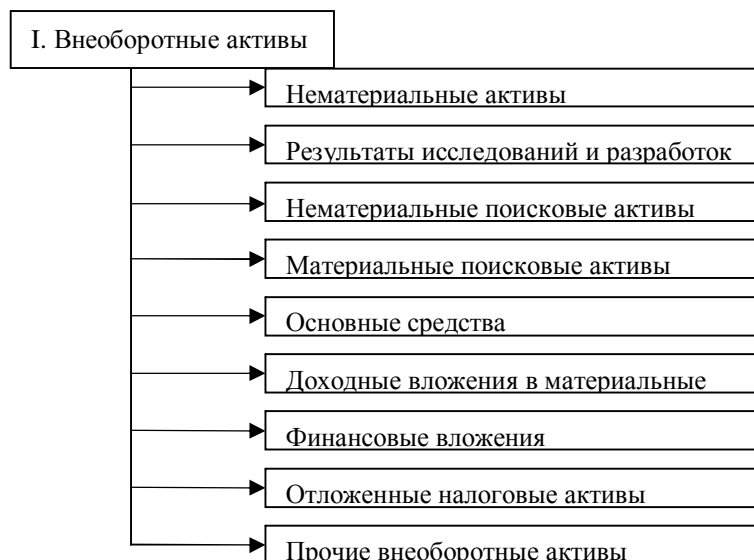 I. Внеоборотные активы
Нематериальные активы
Результаты исследований и разработок
Нематериальные поисковые активы
Материальные поисковые активы
Основные средства
Доходные вложения в материальные
Финансовые вложения
Отложенные налоговые активы
Прочие внеоборотные активы